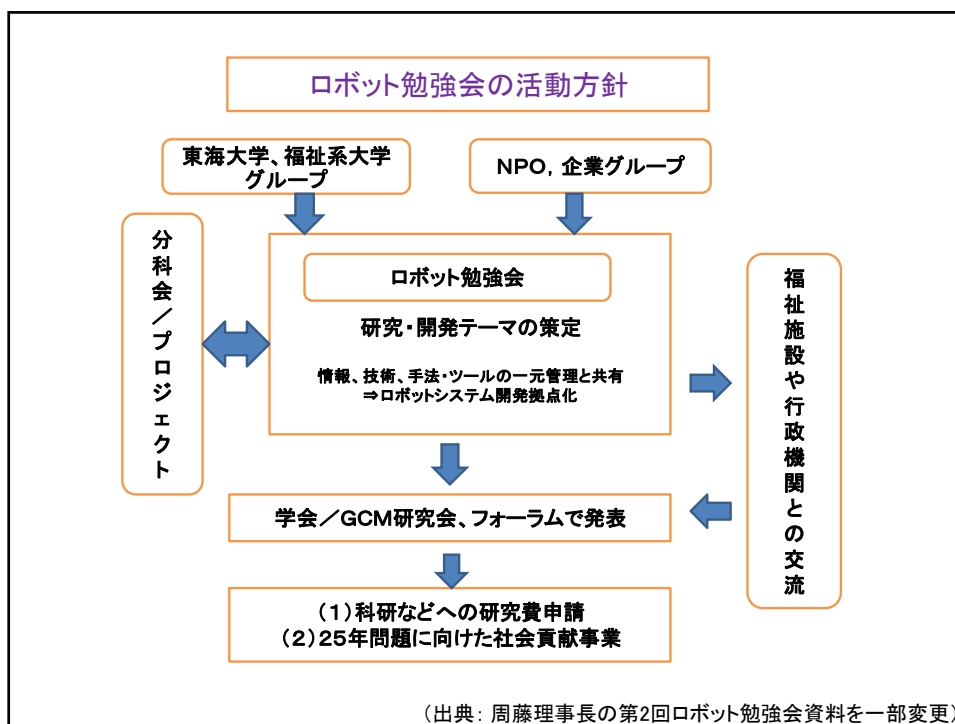 ロボット勉強会の活動方針
東海大学、福祉系大学
グループ
NPO，企業グループ
分科会／プロジェクト
ロボット勉強会
研究・開発テーマの策定
情報、技術、手法・ツールの一元管理と共有
⇒ロボットシステム開発拠点化
福祉施設や行政機関との交流
学会／GCM研究会、フォーラムで発表
（１）科研などへの研究費申請
（２）２５年問題に向けた社会貢献事業
（出典：周藤理事長の第2回ロボット勉強会資料を一部変更）